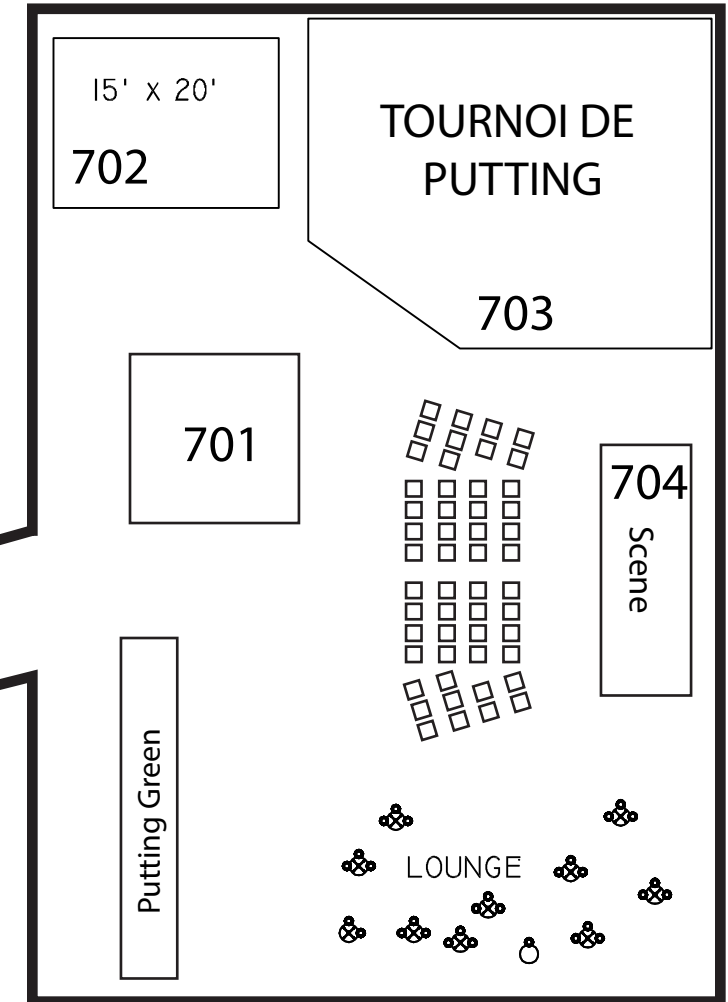 15' x 20'
702
TOURNOI DE
PUTTING
703
701
704
Scene
Putting Green
LOUNGE